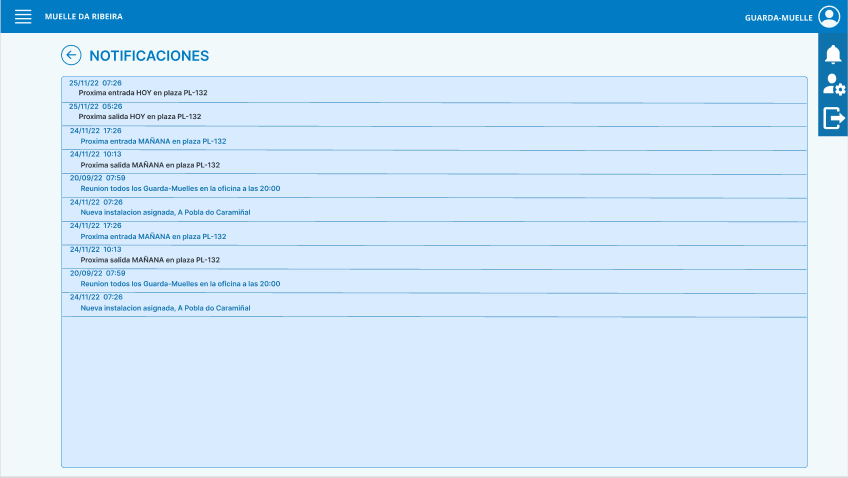 MUELLE DA RIBEIRA
GUARDA-MUELLE
NOTIFICACIONES
25/11/22 07:26
Proxima entrada HOY en plaza PL-132
25/11/22 05:26
Proxima salida HOY en plaza PL-132
24/11/22 17:26
Proxima entrada MAÑANA en plaza PL-132
24/11/22 10:13
Proxima salida MAÑANA en plaza PL-132
20/09/22 07:59
Reunion todos los Guarda-Muelles en la oficina a las 20:00
24/11/22 07:26
Nueva instalacion asignada, A Pobla do Caramiñal
24/11/22 17:26
Proxima entrada MAÑANA en plaza PL-132
24/11/22 10:13
Proxima salida MAÑANA en plaza PL-132
20/09/22 07:59
Reunion todos los Guarda-Muelles en la oficina a las 20:00
24/11/22 07:26
Nueva instalacion asignada, A Pobla do Caramiñal